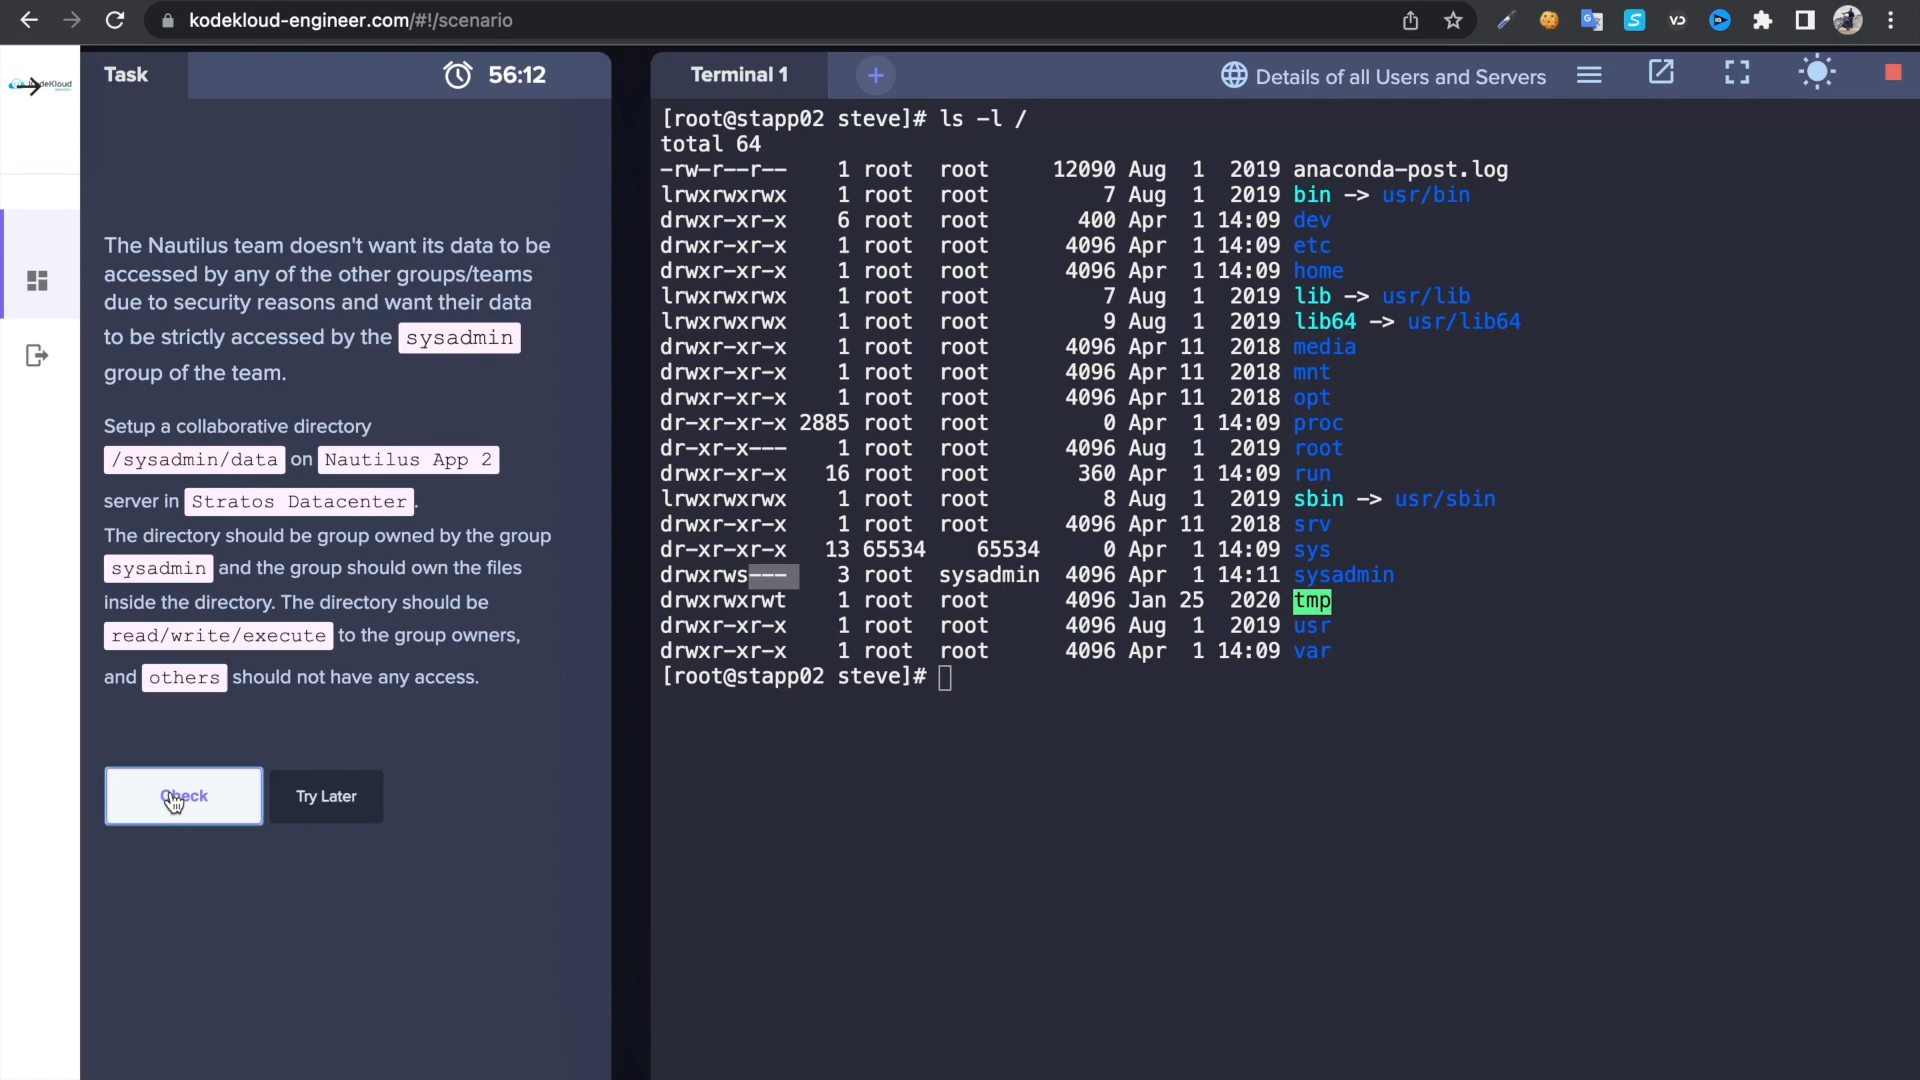 kodekloud-engineer.com/#!/scenario
Task
56:12
Terminal 1
+
Details of all Users and Servers
The Nautilus team doesn't want its data to be
accessed by any of the other groups/teams
due to security reasons and want their data
to be strictly accessed by the sysadmin
group of the team.
Setup a collaborative directory
/sysadmin/data on Nautilus App 2
server in Stratos Datacenter.
The directory should be group owned by the group
sysadmin and the group should own the files
inside the directory. The directory should be
read/write/execute to the group owners,
and others should not have any access.
Check
Try Later
[root@stapp02 steve]# ls -l /
total 64
-rw-r--r-- 1 root root 12090 Aug 1 2019 anaconda-post.log
lrwxrwxrwx 1 root root 7 Aug 1 2019 bin -> usr/bin
drwxr-xr-x 6 root root 400 Apr 1 14:09 dev
drwxr-xr-x 1 root root 4096 Apr 1 14:09 etc
drwxr-xr-x 1 root root 4096 Apr 1 14:09 home
lrwxrwxrwx 1 root root 7 Aug 1 2019 lib -> usr/lib
lrwxrwxrwx 1 root root 9 Aug 1 2019 lib64 -> usr/lib64
drwxr-xr-x 1 root root 4096 Apr 11 2018 media
drwxr-xr-x 1 root root 4096 Apr 11 2018 mnt
drwxr-xr-x 1 root root 4096 Apr 11 2018 opt
dr-xr-xr-x 2885 root root 0 Apr 1 14:09 proc
dr-xr-x--- 1 root root 4096 Aug 1 2019 root
drwxr-xr-x 16 root root 360 Apr 1 14:09 run
lrwxrwxrwx 1 root root 8 Aug 1 2019 sbin -> usr/sbin
drwxr-xr-x 1 root root 4096 Apr 11 2018 srv
dr-xr-xr-x 13 65534 65534 0 Apr 1 14:09 sys
drwxrws--- 3 root sysadmin 4096 Apr 1 14:11 sysadmin
drwxrwxrwt 1 root root 4096 Jan 25 2020 tmp
drwxr-xr-x 1 root root 4096 Aug 1 2019 usr
drwxr-xr-x 1 root root 4096 Apr 1 14:09 var
[root@stapp02 steve]#